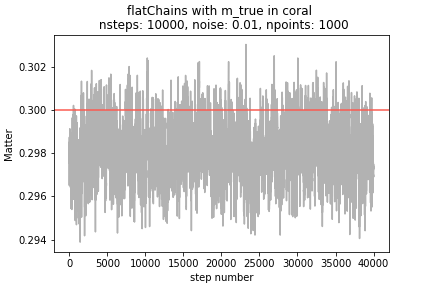 flatChains with m_true in coral
nsteps: 10000, noise: 0.01, npoints: 1000
0.302
0.300
0.298
0.296
0.294
Matter
0 5000 10000 15000 20000 25000 30000 35000 40000
step number